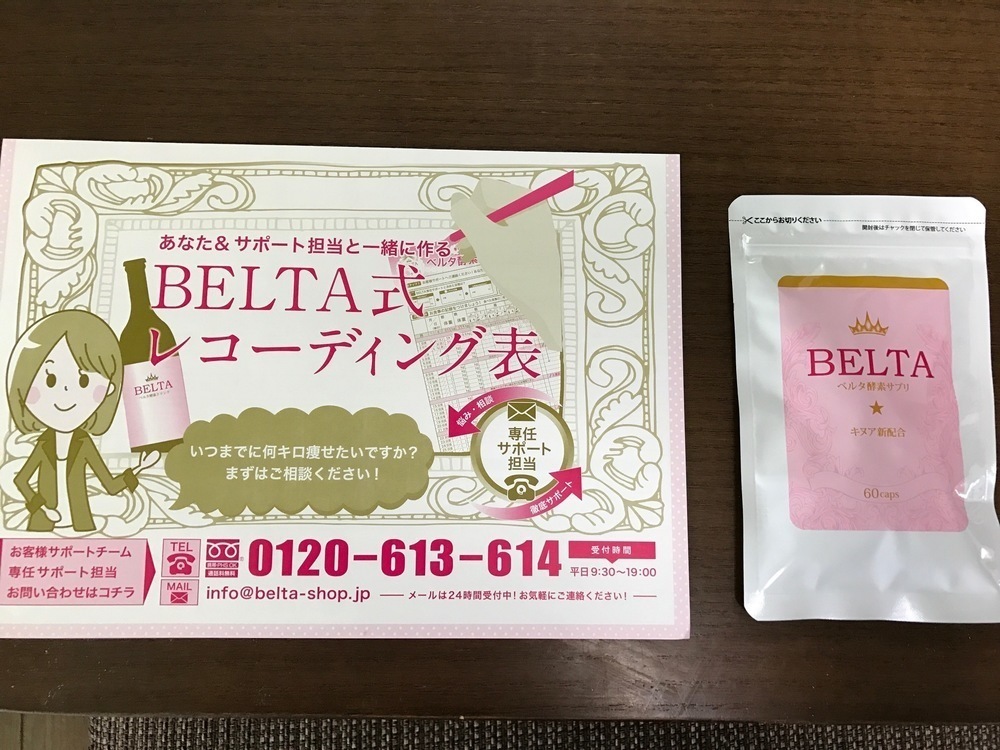 あなた&サポート担当と一緒に作る
BELTA式
レコーディング表
BELTA
いつまでに何キロ痩せたいですか?
まずはご相談ください!
悩み・相談
専任
サポート
担当
徹底サポート
お客様サポートチーム
専任サポート担当
お問い合わせはコチラ
TEL
携帯・PHS OK
通話料無料
0120-613-614
受付時間
平日9:30〜19:00
MAIL
info@belta-shop.jp
メールは24時間受付中!お気軽にご連絡ください!
ここからお切りください
開封後はチャックを閉じて保管してください
BELTA
ベルタ酵素サプリ
★
キヌア新配合
60caps